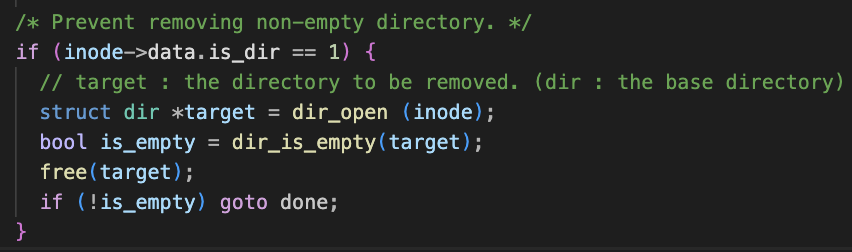 /* Prevent removing non-empty directory. */
if (inode->data.is_dir == 1) {
// target : the directory to be removed. (dir : the base directory)
struct dir *target = dir_open (inode);
bool is_empty = dir_is_empty(target);
free(target);
if (!is_empty) goto done;
}